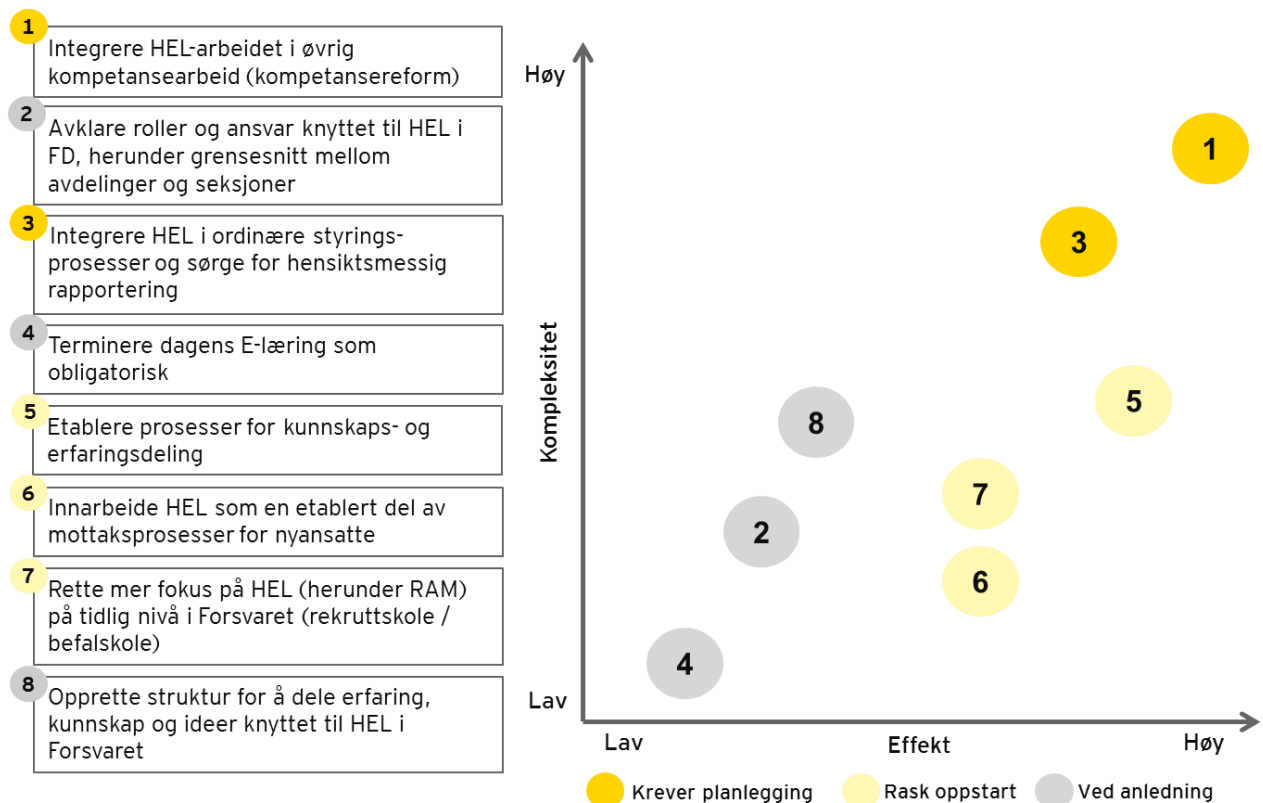 1
Integrere HEL-arbeidet i øvrig
kompetansearbeid (kompetansereform)
2
Avklare roller og ansvar knyttet til HEL i
FD, herunder grensesnitt mellom
avdelinger og seksjoner
3
Integrere HEL i ordinære styrings-
prosesser og sørge for hensiktsmessig
rapportering
4
Terminere dagens E-læring som
obligatorisk
5
Etablere prosesser for kunnskaps- og
erfaringsdeling
6
Innarbeide HEL som en etablert del av
mottaksprosesser for nyansatte
7
Rette mer fokus på HEL (herunder RAM)
på tidlig nivå i Forsvaret (rekruttskole /
befalskole)
8
Opprette struktur for å dele erfaring,
kunnskap og ideer knyttet til HEL i
Forsvaret
Høy
Kompleksitet
Lav
1
3
5
8
7
2
6
4
Lav
Effekt
Høy
Krever planlegging
Rask oppstart
Ved anledning